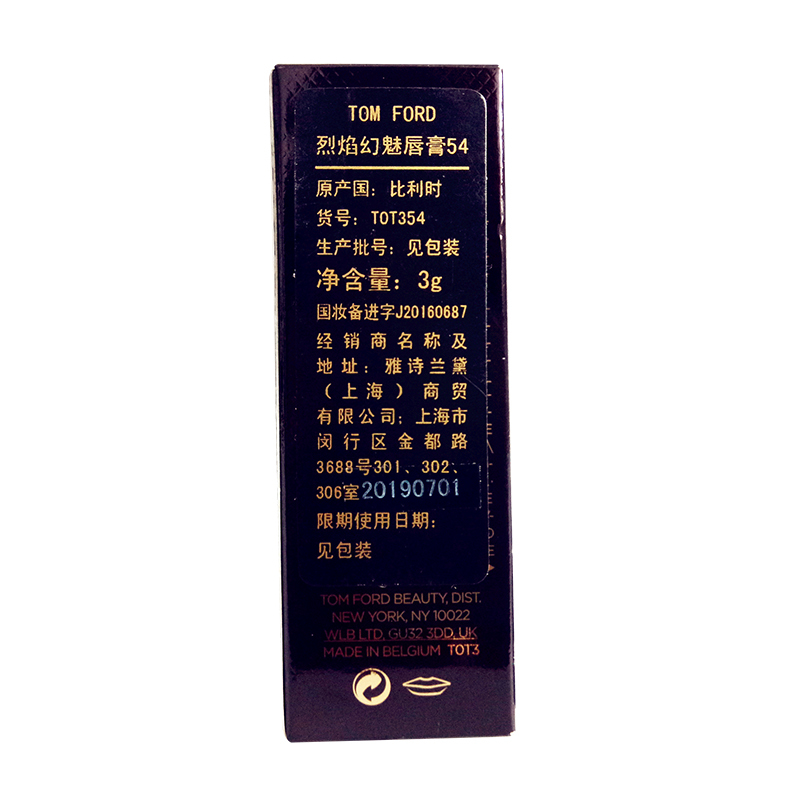 TOM FORD
烈焰幻魅唇膏54
原产国：比利时
货号：TOT354
生产批号：见包装
净含量：3g
国妆备进字J20160687
经销商名称及
地址：雅诗兰黛
（上海）商贸
有限公司；上海市
闵行区金都路
3688号301、302、
306室20190701
限期使用日期：
见包装
TOM FORD BEAUTY, DIST.
NEW YORK, NY 10022
WLB LTD, GU32 3DD, UK
MADE IN BELGIUM TOT3